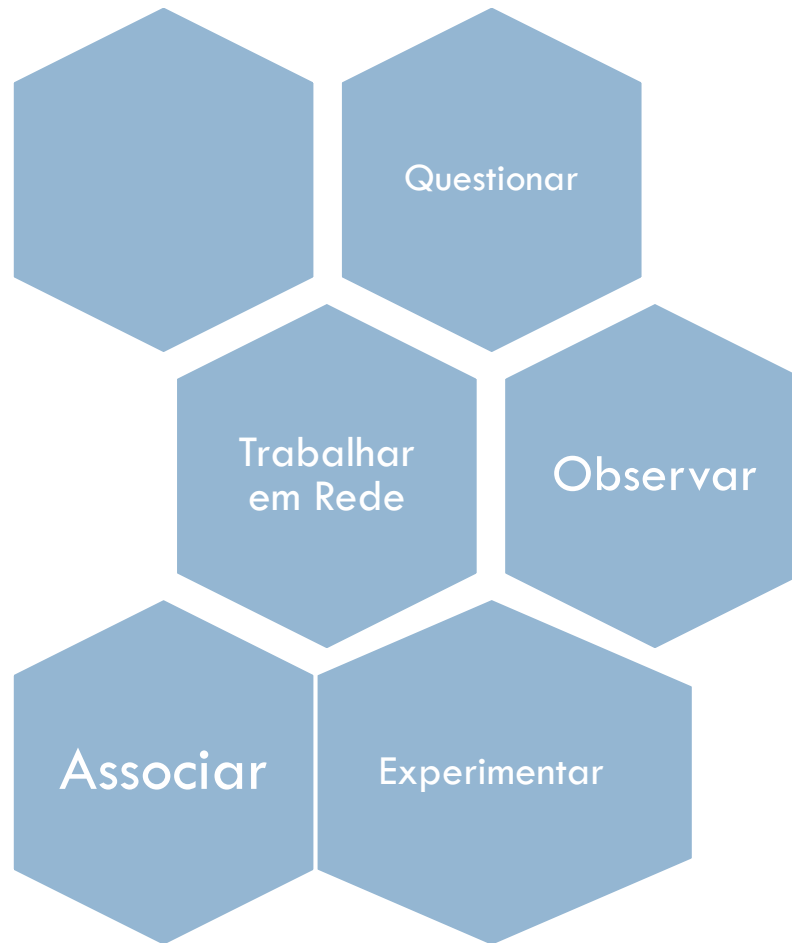 Questionar
Trabalhar
em Rede
Observar
Associar
Experimentar